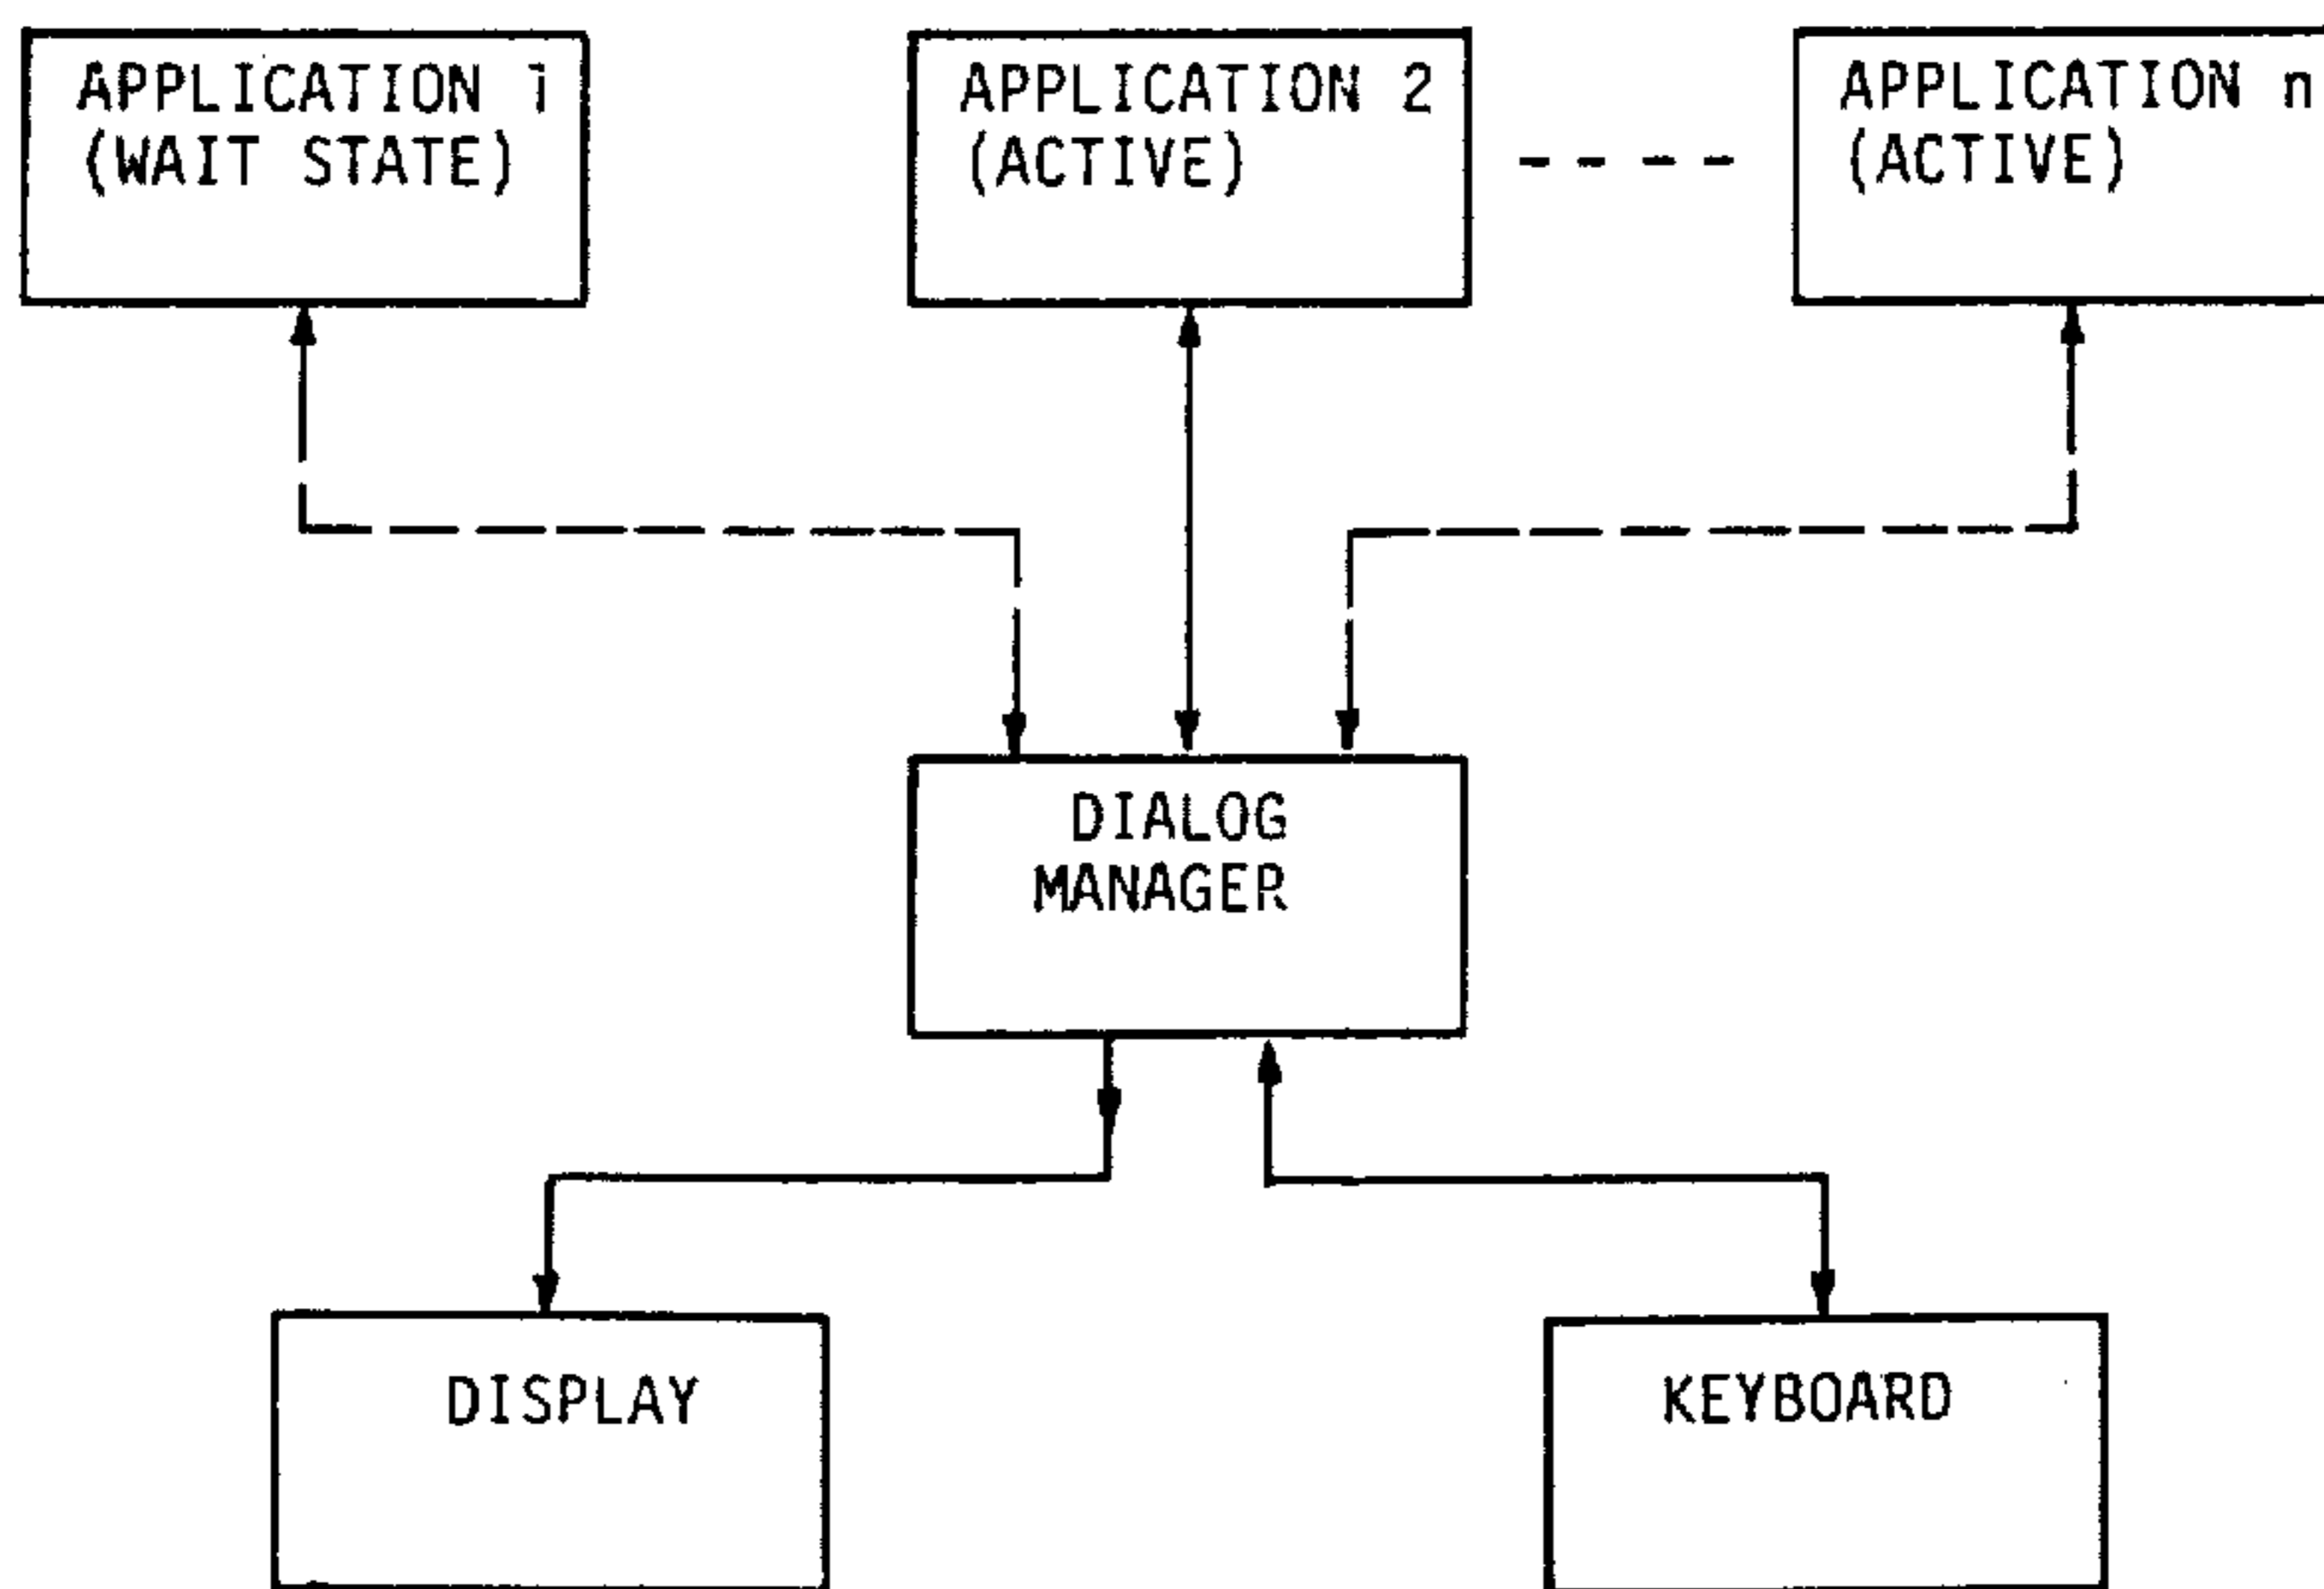 APPLICATION 1
(WAIT STATE)
APPLICATION 2
(ACTIVE)
APPLICATION n
(ACTIVE)
DIALOG
MANAGER
DISPLAY
KEYBOARD